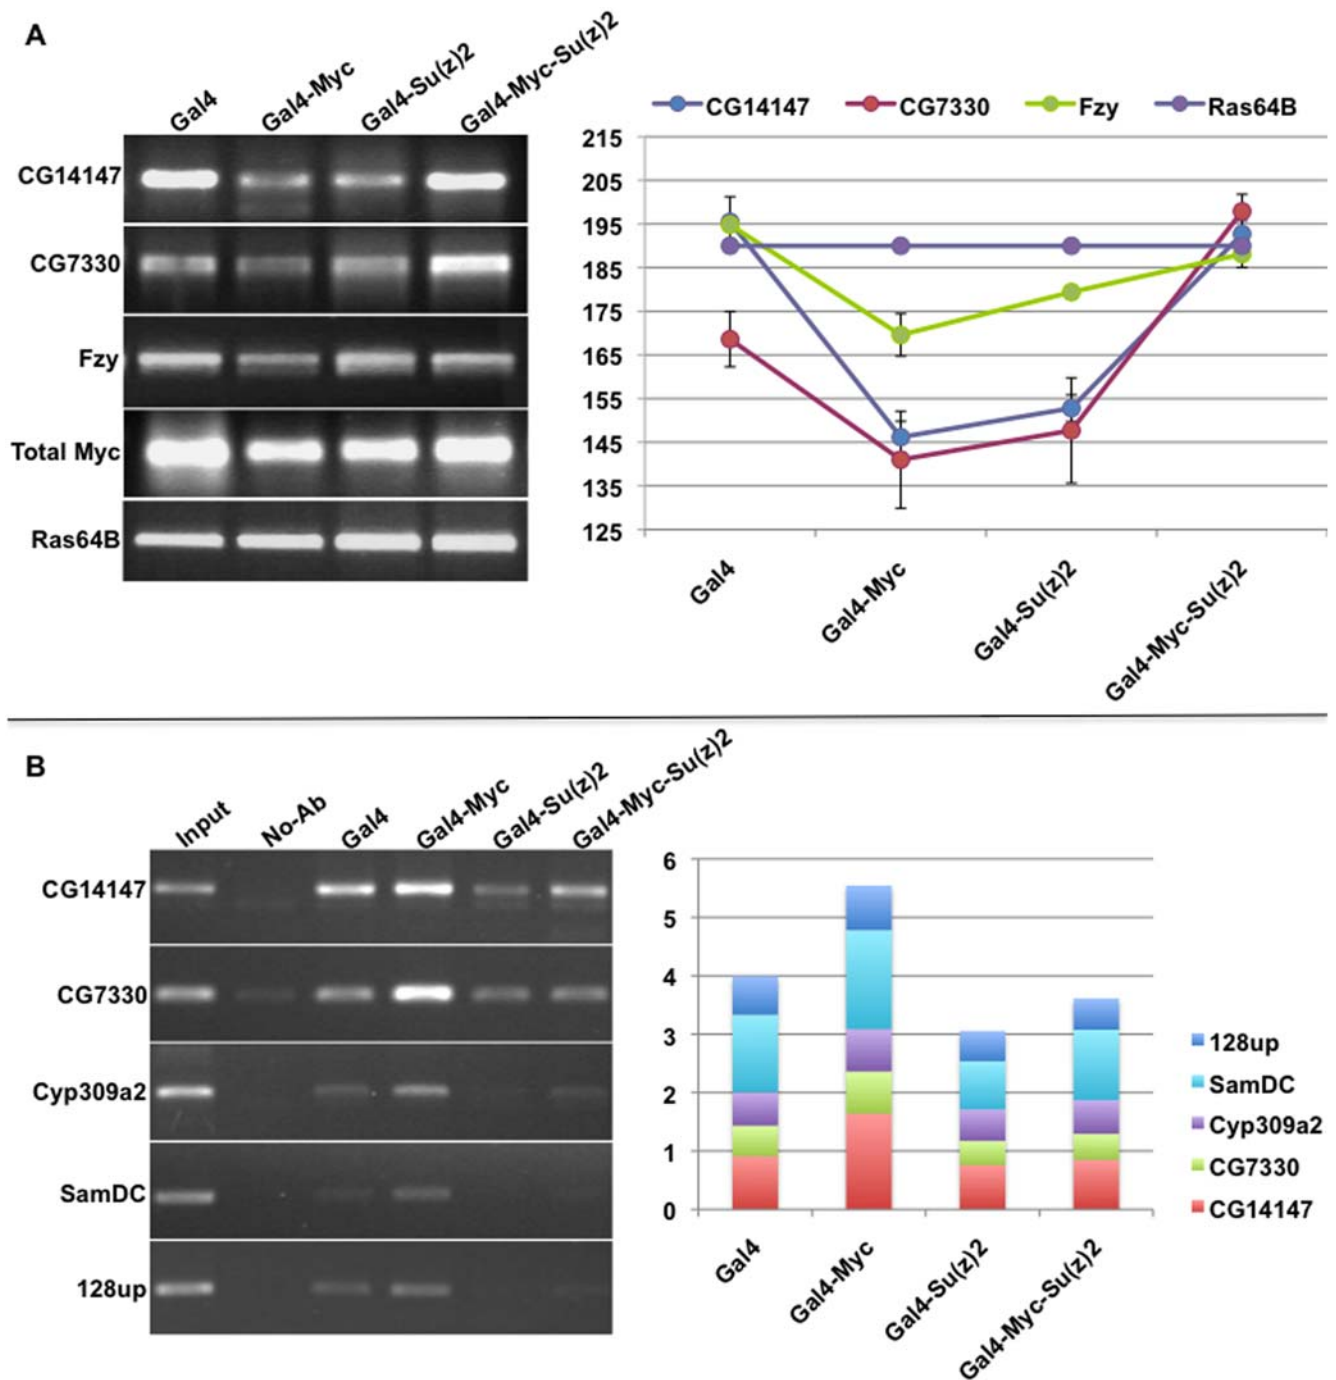 A
Gal4 Gal4-Myc Gal4-Su(z)2 Gal4-Myc-Su(z)2
CG14147
CG7330
Fzy
Total Myc
Ras64B
CG14147 CG7330 Fzy Ras64B
215
205
195
185
175
165
155
145
135
125
Gal4 Gal4-Myc Gal4-Su(z)2 Gal4-Myc-Su(z)2
B
Input No-Ab Gal4 Gal4-Myc Gal4-Su(z)2 Gal4-Myc-Su(z)2
CG14147
CG7330
Cyp309a2
SamDC
128up
6
5
4
3
2
1
0
Gal4 Gal4-Myc Gal4-Su(z)2 Gal4-Myc-Su(z)2
128up
SamDC
Cyp309a2
CG7330
CG14147